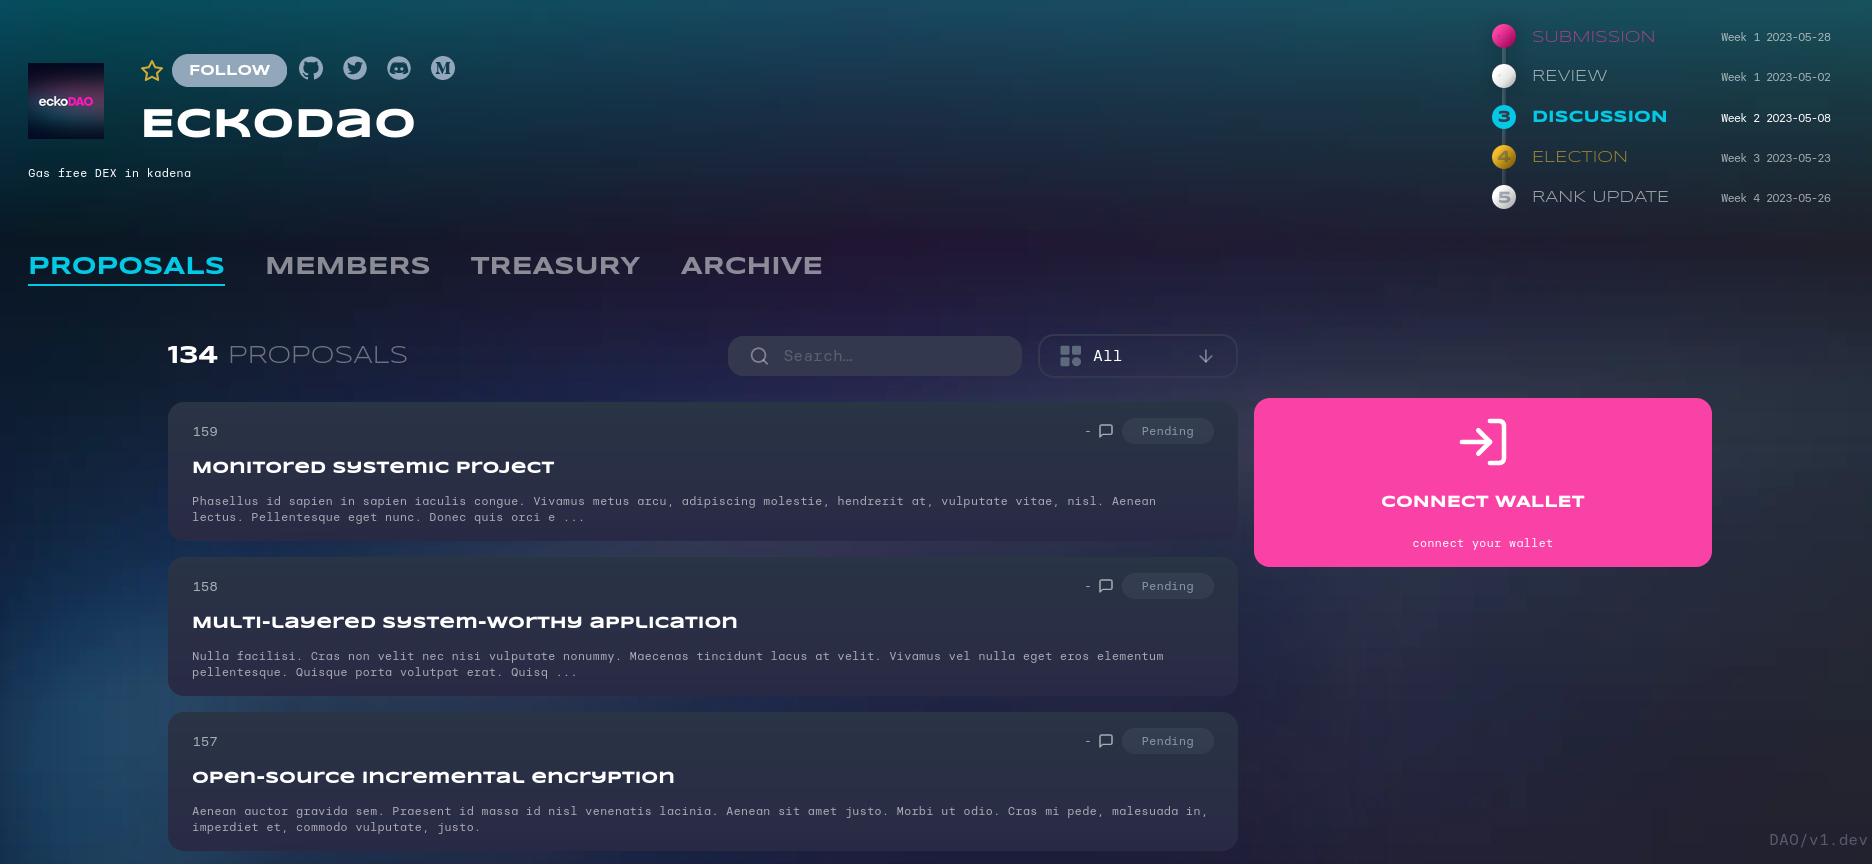 eckoDAO
FOLLOW
EckoDao
Gas free DEX in kadena
SUBMISSION Week 1 2023-05-28
REVIEW Week 1 2023-05-02
3 DISCUSSION Week 2 2023-05-08
4 ELECTION Week 3 2023-05-23
5 RANK UPDATE Week 4 2023-05-26
PROPOSALS MEMBERS TREASURY ARCHIVE
134 PROPOSALS
Search…
All
159
- Pending
Monitored systemic project
Phasellus id sapien in sapien iaculis congue. Vivamus metus arcu, adipiscing molestie, hendrerit at, vulputate vitae, nisl. Aenean
lectus. Pellentesque eget nunc. Donec quis orci e ...
CONNECT WALLET
connect your wallet
158
- Pending
Multi-layered system-worthy application
Nulla facilisi. Cras non velit nec nisi vulputate nonummy. Maecenas tincidunt lacus at velit. Vivamus vel nulla eget eros elementum
pellentesque. Quisque porta volutpat erat. Quisq ...
157
- Pending
Open-source incremental encryption
Aenean auctor gravida sem. Praesent id massa id nisl venenatis lacinia. Aenean sit amet justo. Morbi ut odio. Cras mi pede, malesuada in,
imperdiet et, commodo vulputate, justo.
DAO/v1.dev